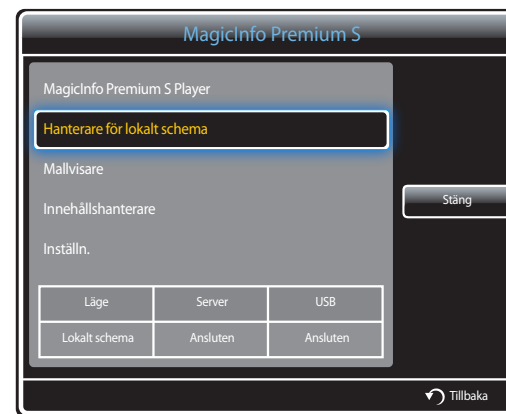 MagicInfo Premium S
MagicInfo Premium S Player
Hanterare för lokalt schema
Mallvisare
Innehållshanterare
Inställn.
Stäng
Läge Server USB
Lokalt schema Ansluten Ansluten
Tillbaka